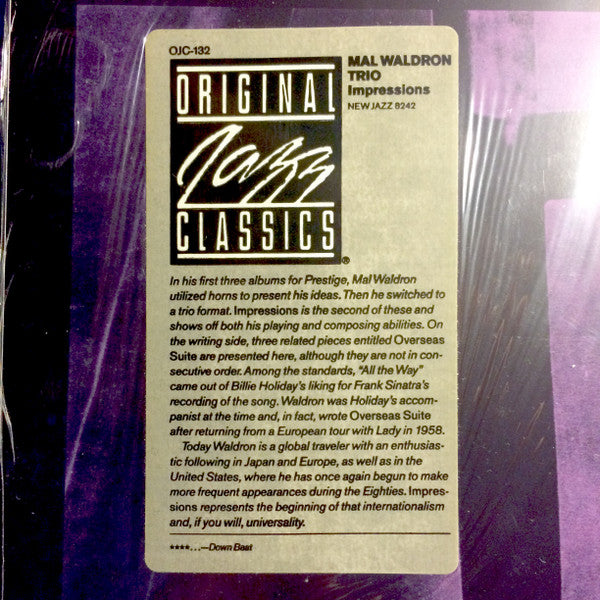 OJC-132
MAL WALDRON
TRIO
Impressions
NEW JAZZ 8242
ORIGINAL
Jazz
CLASSICS
®
In his first three albums for Prestige, Mal Waldron
utilized horns to present his ideas. Then he switched to
a trio format. Impressions is the second of these and
shows off both his playing and composing abilities. On
the writing side, three related pieces entitled Overseas
Suite are presented here, although they are not in con-
secutive order. Among the standards, "All the Way"
came out of Billie Holiday's liking for Frank Sinatra's
recording of the song. Waldron was Holiday's accom-
panist at the time and, in fact, wrote Overseas Suite
after returning from a European tour with Lady in 1958.
Today Waldron is a global traveler with an enthusias-
tic following in Japan and Europe, as well as in the
United States, where he has once again begun to make
more frequent appearances during the Eighties. Impres-
sions represents the beginning of that internationalism
and, if you will, universality.
★★★★...—Down Beat